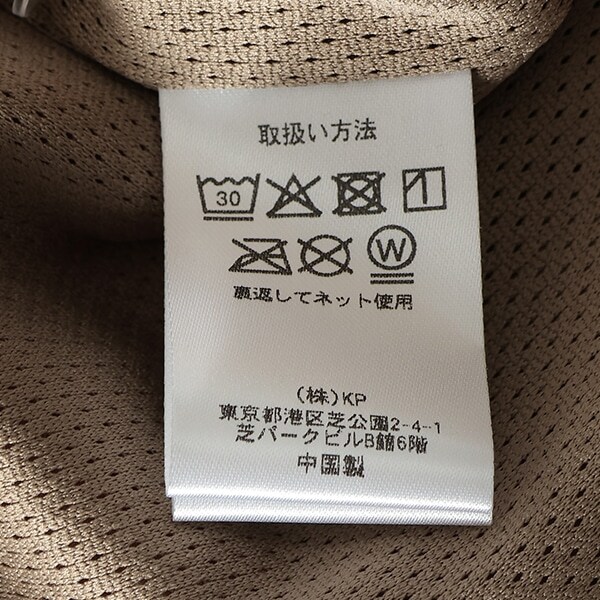 取扱い方法
30
W
裏返してネット使用
(株)KP
東京都港区芝公園2-4-1
芝パークビルB館6階
中国製